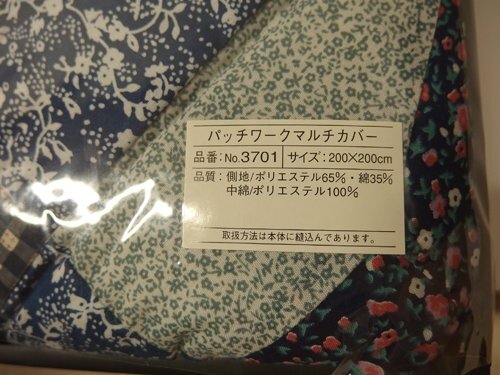 パッチワークマルチカバー
品番：No.3701 サイズ：200×200cm
品質：側地/ポリエステル65%・綿35%
中綿/ポリエステル100%
取扱方法は本体に縫込んであります。